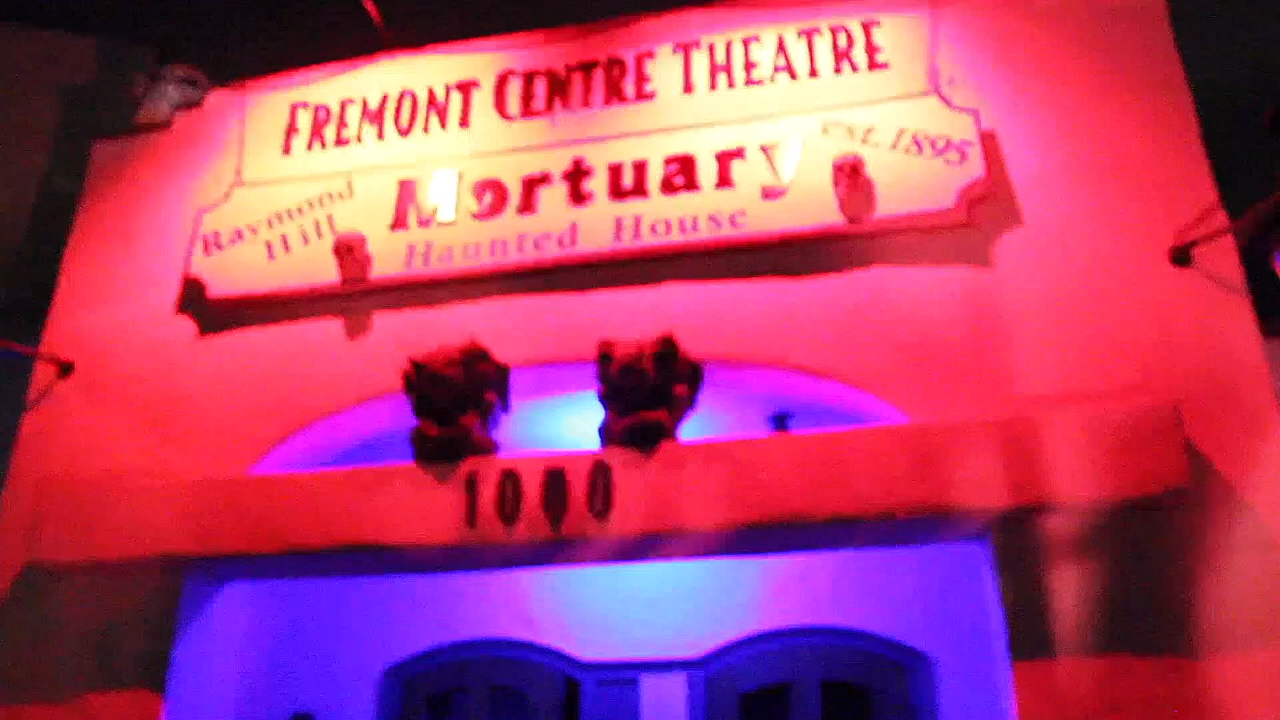 FREMONT CENTRE THEATRE
Raymond Hill
Mortuary
est. 1895
Haunted House
1000